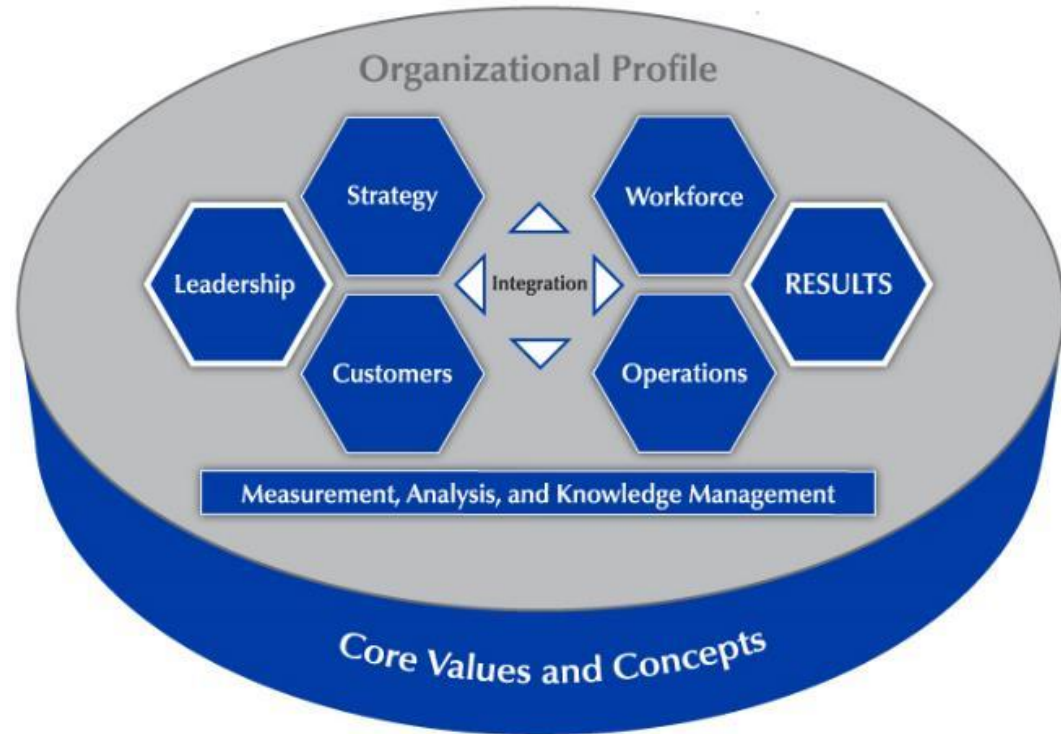 Organizational Profile
Strategy
Workforce
Leadership
Integration
RESULTS
Customers
Operations
Measurement, Analysis, and Knowledge Management
Core Values and Concepts